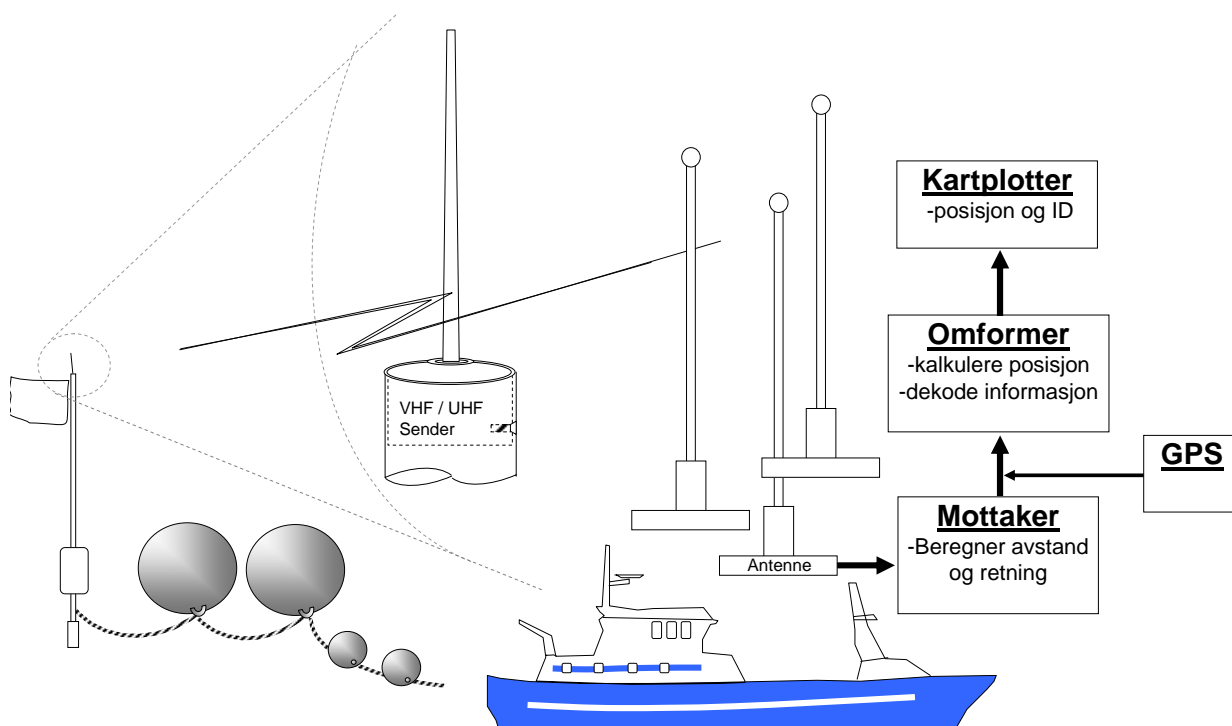 VHF / UHF
Sender
Kartplotter
-posisjon og ID
Omformer
-kalkulere posisjon
-dekode informasjon
GPS
Mottaker
-Beregner avstand
og retning
Antenne